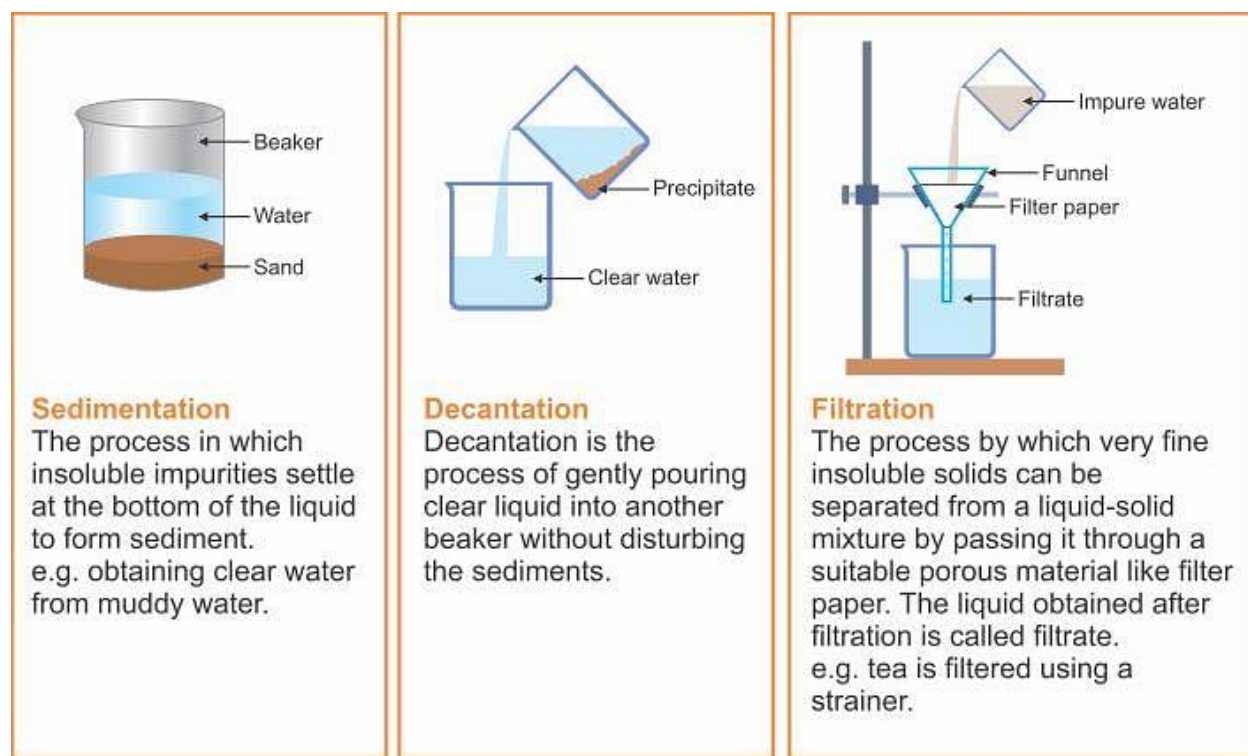 Beaker
Water
Sand
Sedimentation
The process in which
insoluble impurities settle
at the bottom of the liquid
to form sediment.
e.g. obtaining clear water
from muddy water.
Precipitate
Clear water
Decantation
Decantation is the
process of gently pouring
clear liquid into another
beaker without disturbing
the sediments.
Impure water
Funnel
Filter paper
Filtrate
Filtration
The process by which very fine
insoluble solids can be
separated from a liquid-solid
mixture by passing it through a
suitable porous material like filter
paper. The liquid obtained after
filtration is called filtrate.
e.g. tea is filtered using a
strainer.